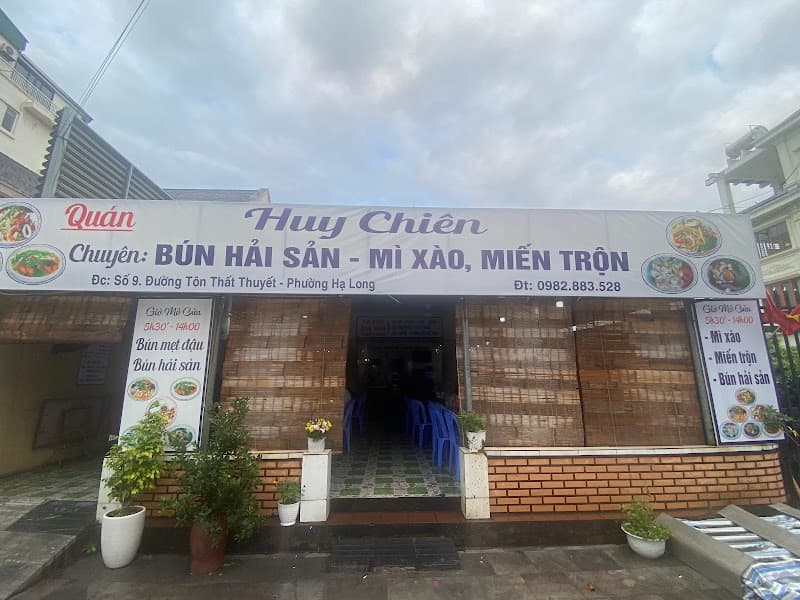 Quán Huy Chiên
Chuyên: BÚN HẢI SẢN - MÌ XÀO, MIẾN TRỘN
Đc: Số 9. Đường Tôn Thất Thuyết - Phường Hạ Long Đt: 0982.883.528
Giờ Mở Cửa
5h30' - 14h00
Bún mẹt đậu
Bún hải sản
Giờ Mở Cửa
5h30' - 14h00
- Mì xào
- Miến trộn
- Bún hải sản